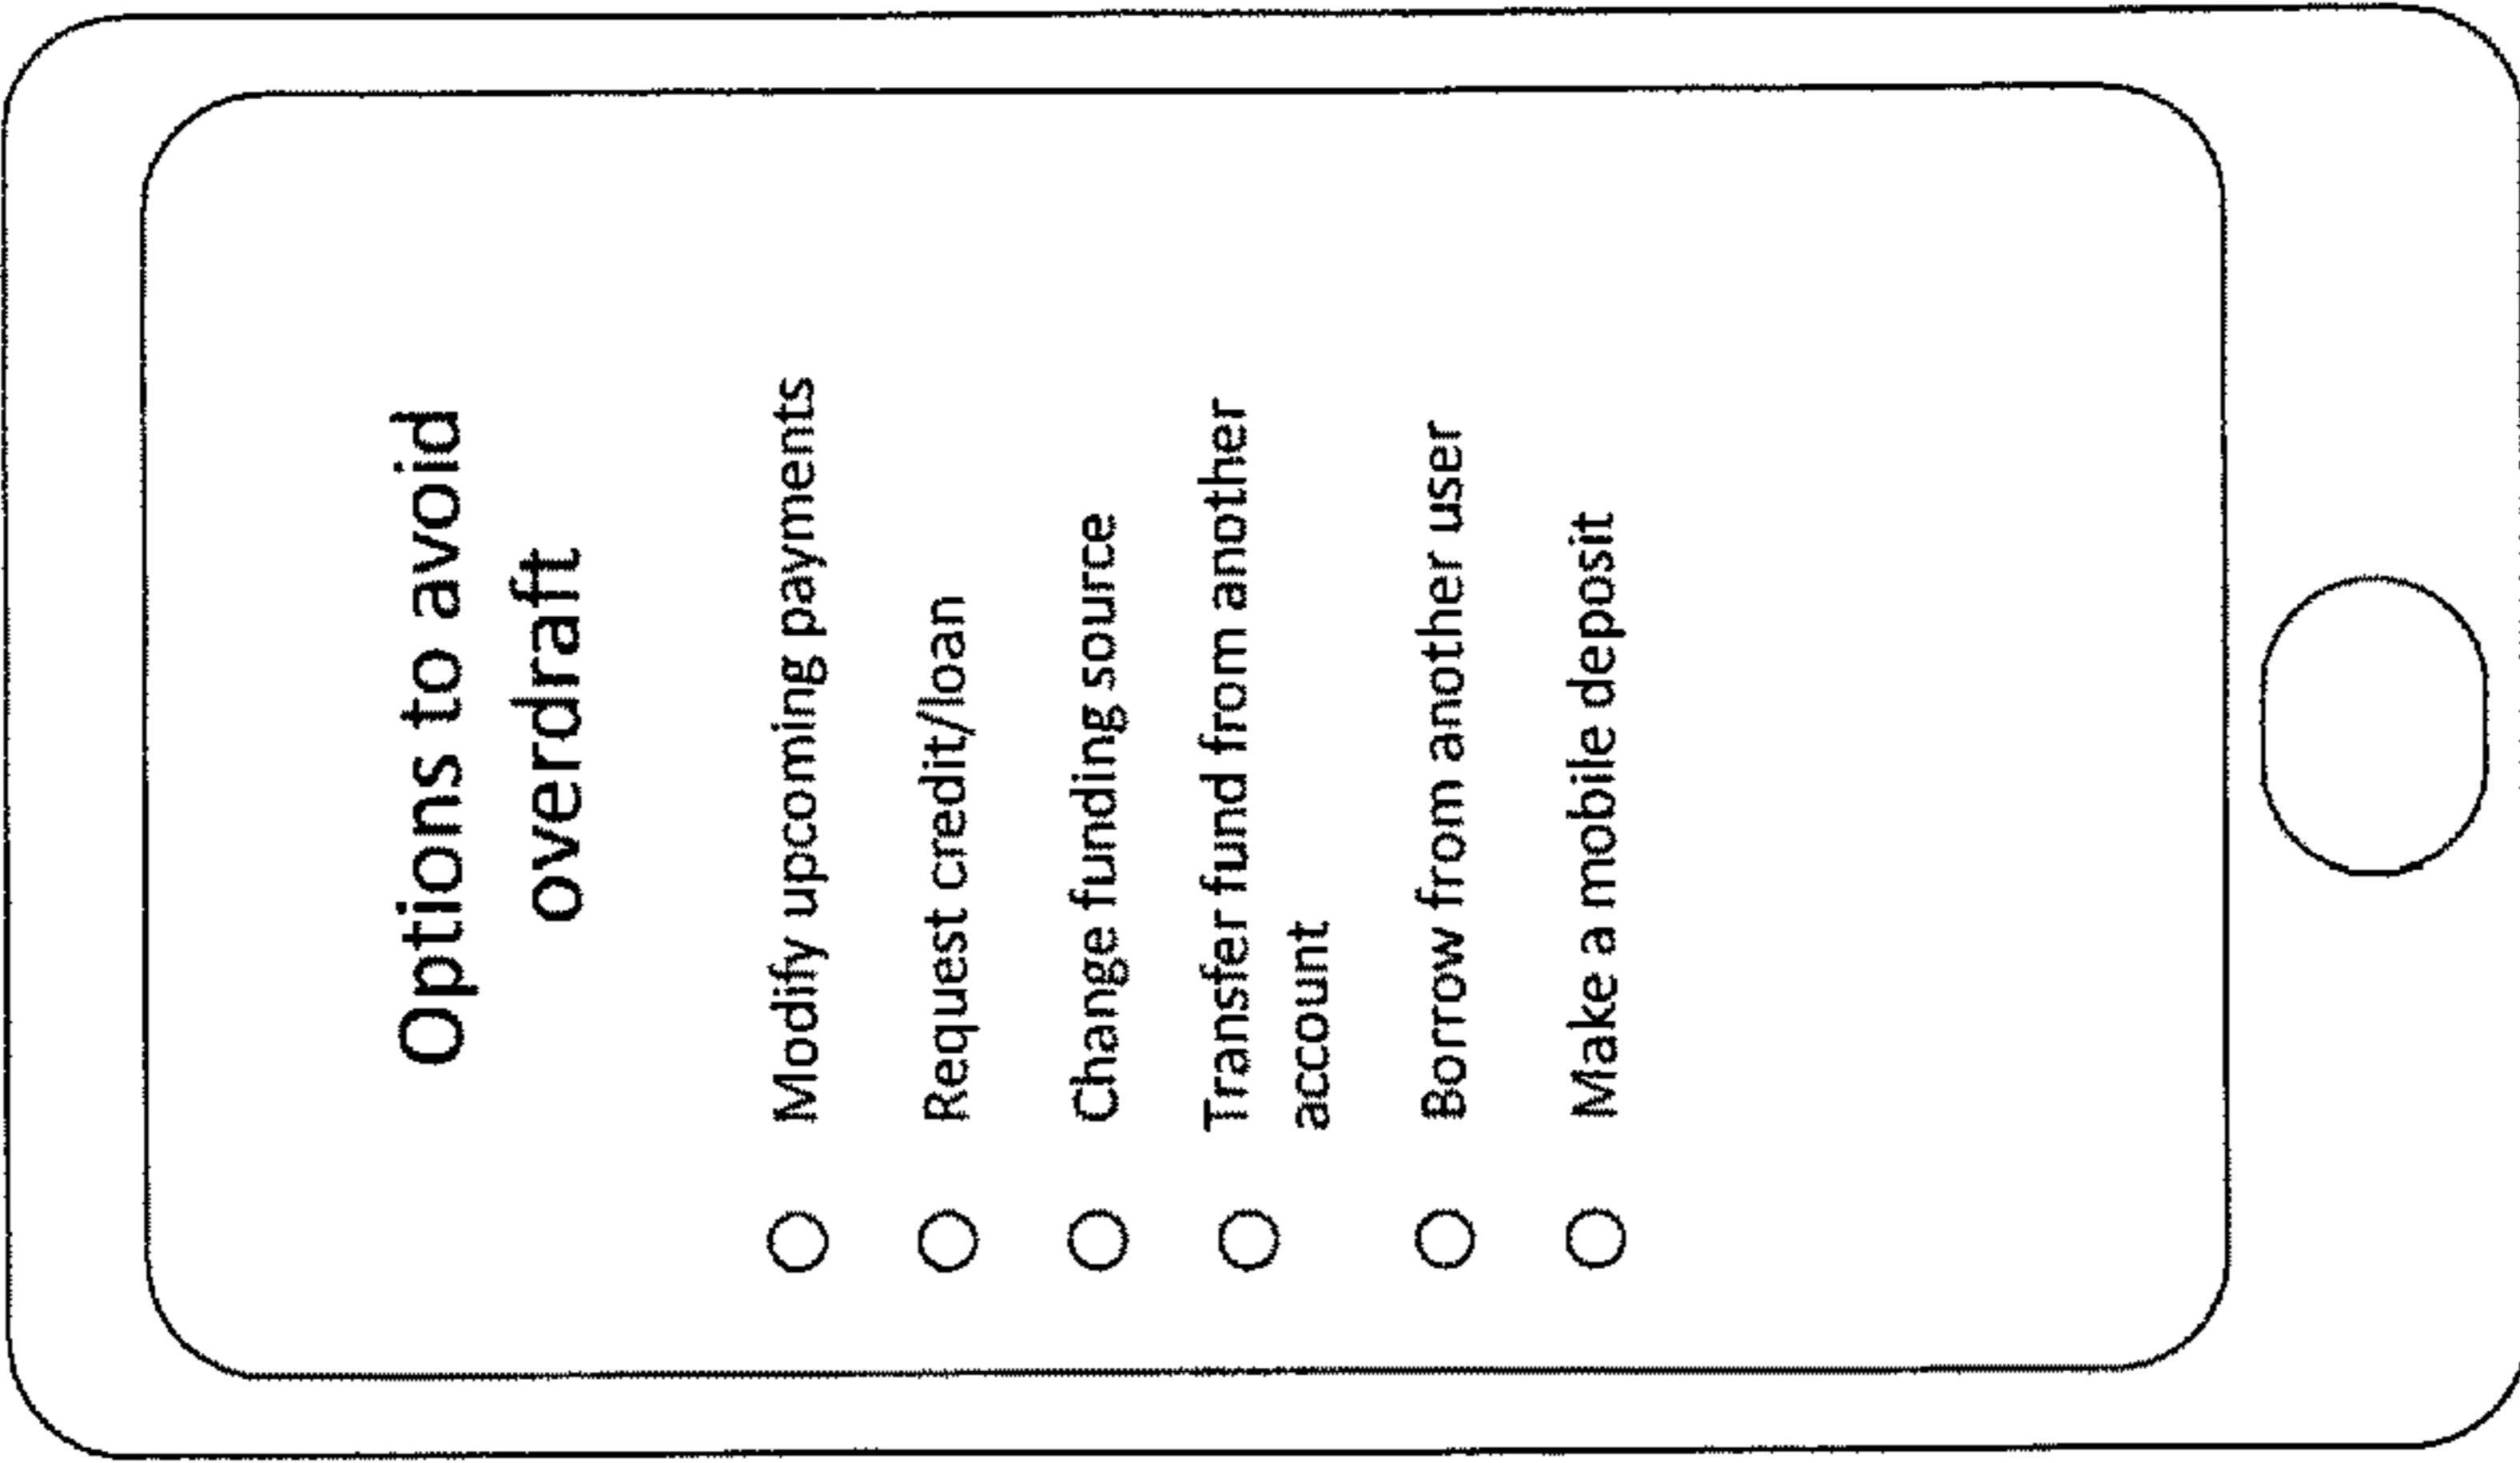 Options to avoid
overdraft
Modify upcoming payments
Request credit/loan
Change funding source
Transfer fund from another
account
Borrow from another user
Make a mobile deposit